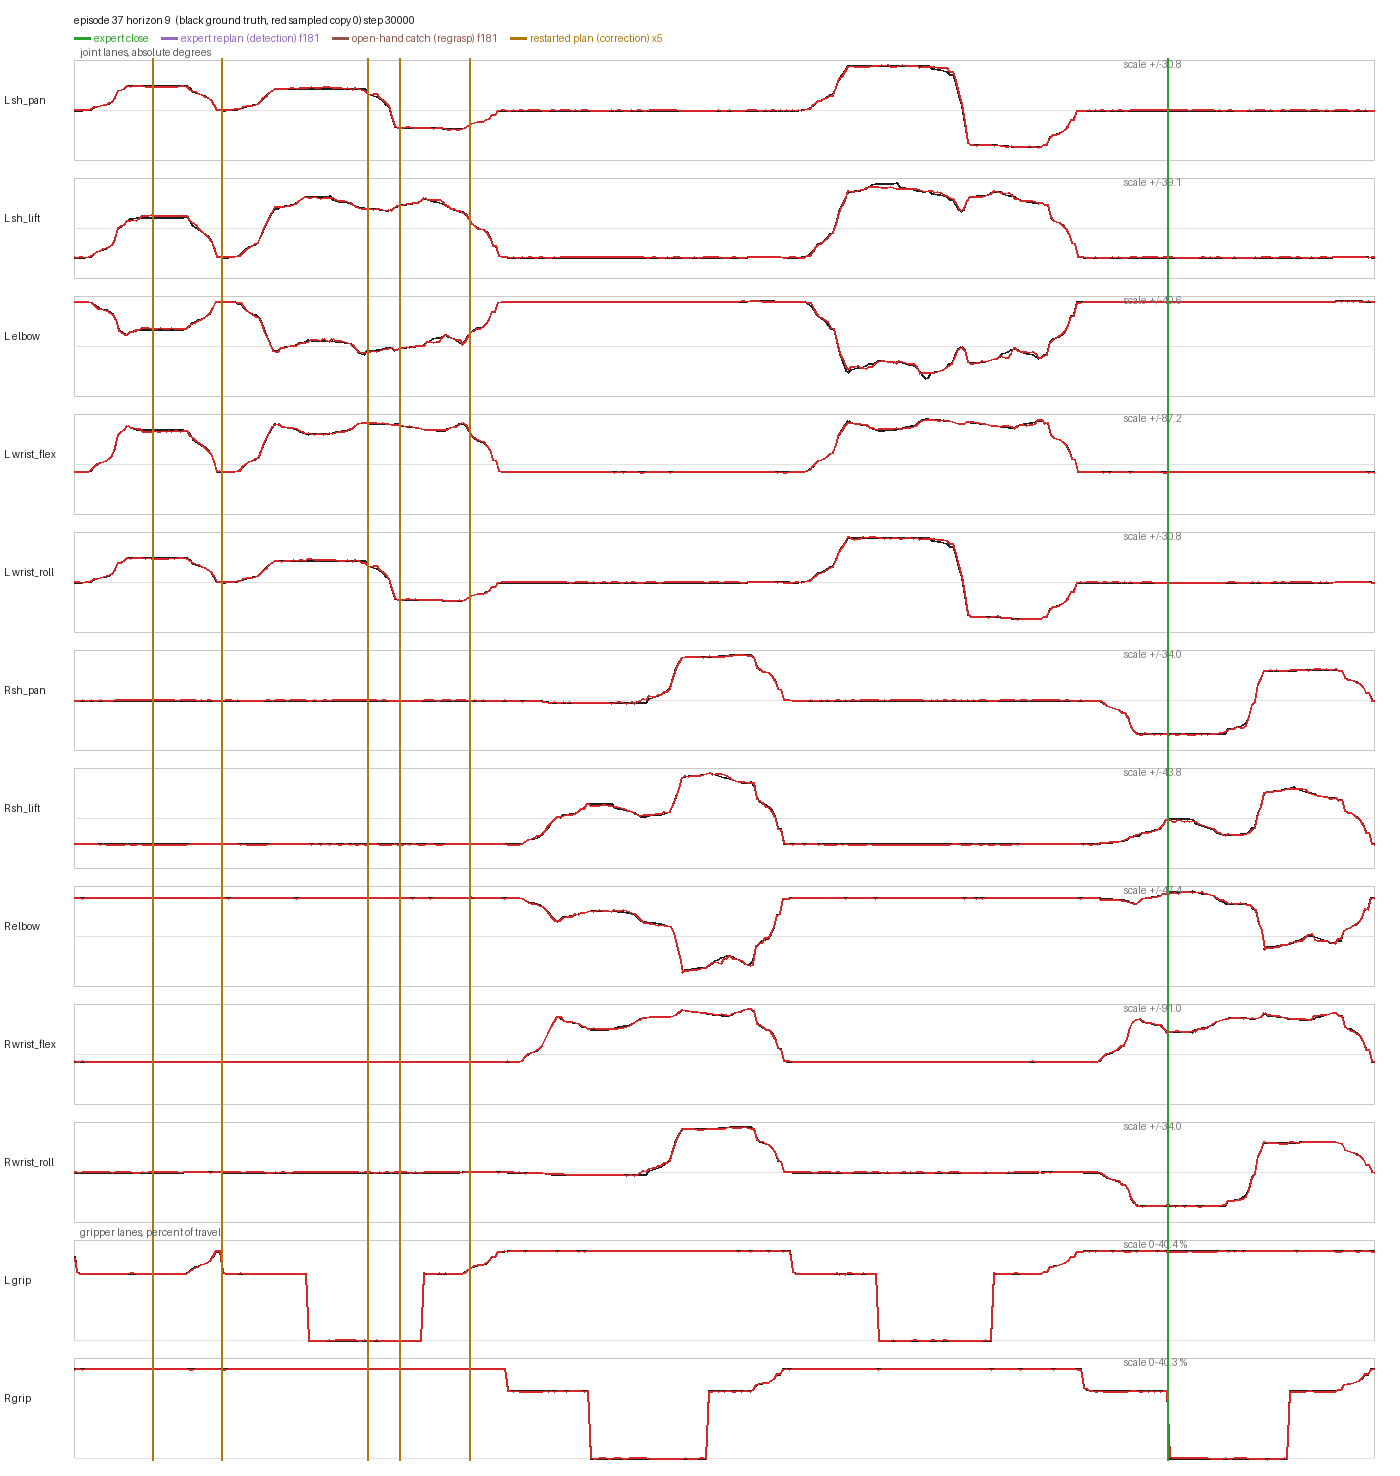 episode 37 horizon 9 (black ground truth, red sampled copy 0) step 30000
expert close expert replan (detection) f181 open-hand catch (regrasp) f181 restarted plan (correction) x5
joint lanes, absolute degrees
L sh_pan scale +/-30.8
L sh_lift scale +/-39.1
L elbow
L wrist_flex scale +/-87.2
L wrist_roll scale +/-30.8
R sh_pan scale +/-34.0
R sh_lift scale +/-43.8
R elbow scale +/-47.4
R wrist_flex scale +/-91.0
R wrist_roll scale +/-34.0
gripper lanes, percent of travel
L grip scale 0-40.4 %
R grip scale 0-40.3 %